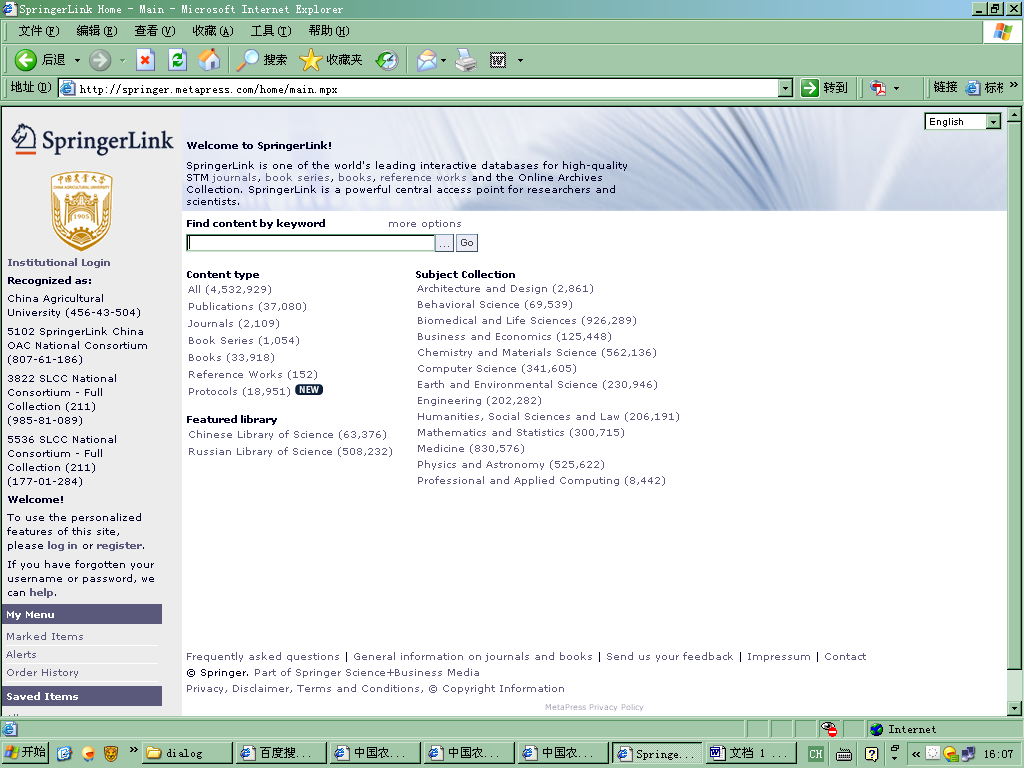 SpringerLink Home - Main - Microsoft Internet Explorer
文件(F) 编辑(E) 查看(V) 收藏(A) 工具(T) 帮助(H)
后退 搜索 收藏夹
地址(D) http://springer.metapress.com/home/main.mpx 转到 链接
SpringerLink
English
Welcome to SpringerLink!
SpringerLink is one of the world's leading interactive databases for high-quality
STM journals, book series, books, reference works and the Online Archives
Collection. SpringerLink is a powerful central access point for researchers and
scientists.
Find content by keyword more options
... Go
中国农业大学
CHINA AGRICULTURAL UNIVERSITY
1905
Institutional Login
Recognized as:
China Agricultural
University (456-43-504)
5102 SpringerLink China
OAC National Consortium
(807-61-186)
3822 SLCC National
Consortium - Full
Collection (211)
(985-81-089)
5536 SLCC National
Consortium - Full
Collection (211)
(177-01-284)
Welcome!
To use the personalized
features of this site,
please log in or register.
If you have forgotten your
username or password, we
can help.
My Menu
Marked Items
Alerts
Order History
Saved Items
Content type
All (4,532,929)
Publications (37,080)
Journals (2,109)
Book Series (1,054)
Books (33,918)
Reference Works (152)
Protocols (18,951) NEW
Featured library
Chinese Library of Science (63,376)
Russian Library of Science (508,232)
Subject Collection
Architecture and Design (2,861)
Behavioral Science (69,539)
Biomedical and Life Sciences (926,289)
Business and Economics (125,448)
Chemistry and Materials Science (562,136)
Computer Science (341,605)
Earth and Environmental Science (230,946)
Engineering (202,282)
Humanities, Social Sciences and Law (206,191)
Mathematics and Statistics (300,715)
Medicine (830,576)
Physics and Astronomy (525,622)
Professional and Applied Computing (8,442)
Frequently asked questions | General information on journals and books | Send us your feedback | Impressum | Contact
© Springer. Part of Springer Science+Business Media
Privacy, Disclaimer, Terms and Conditions, © Copyright Information
MetaPress Privacy Policy
Internet
开始 » dialog 百度搜... 中国农... 中国农... 中国农... Springe... 文档 1 ... CH « 16:07